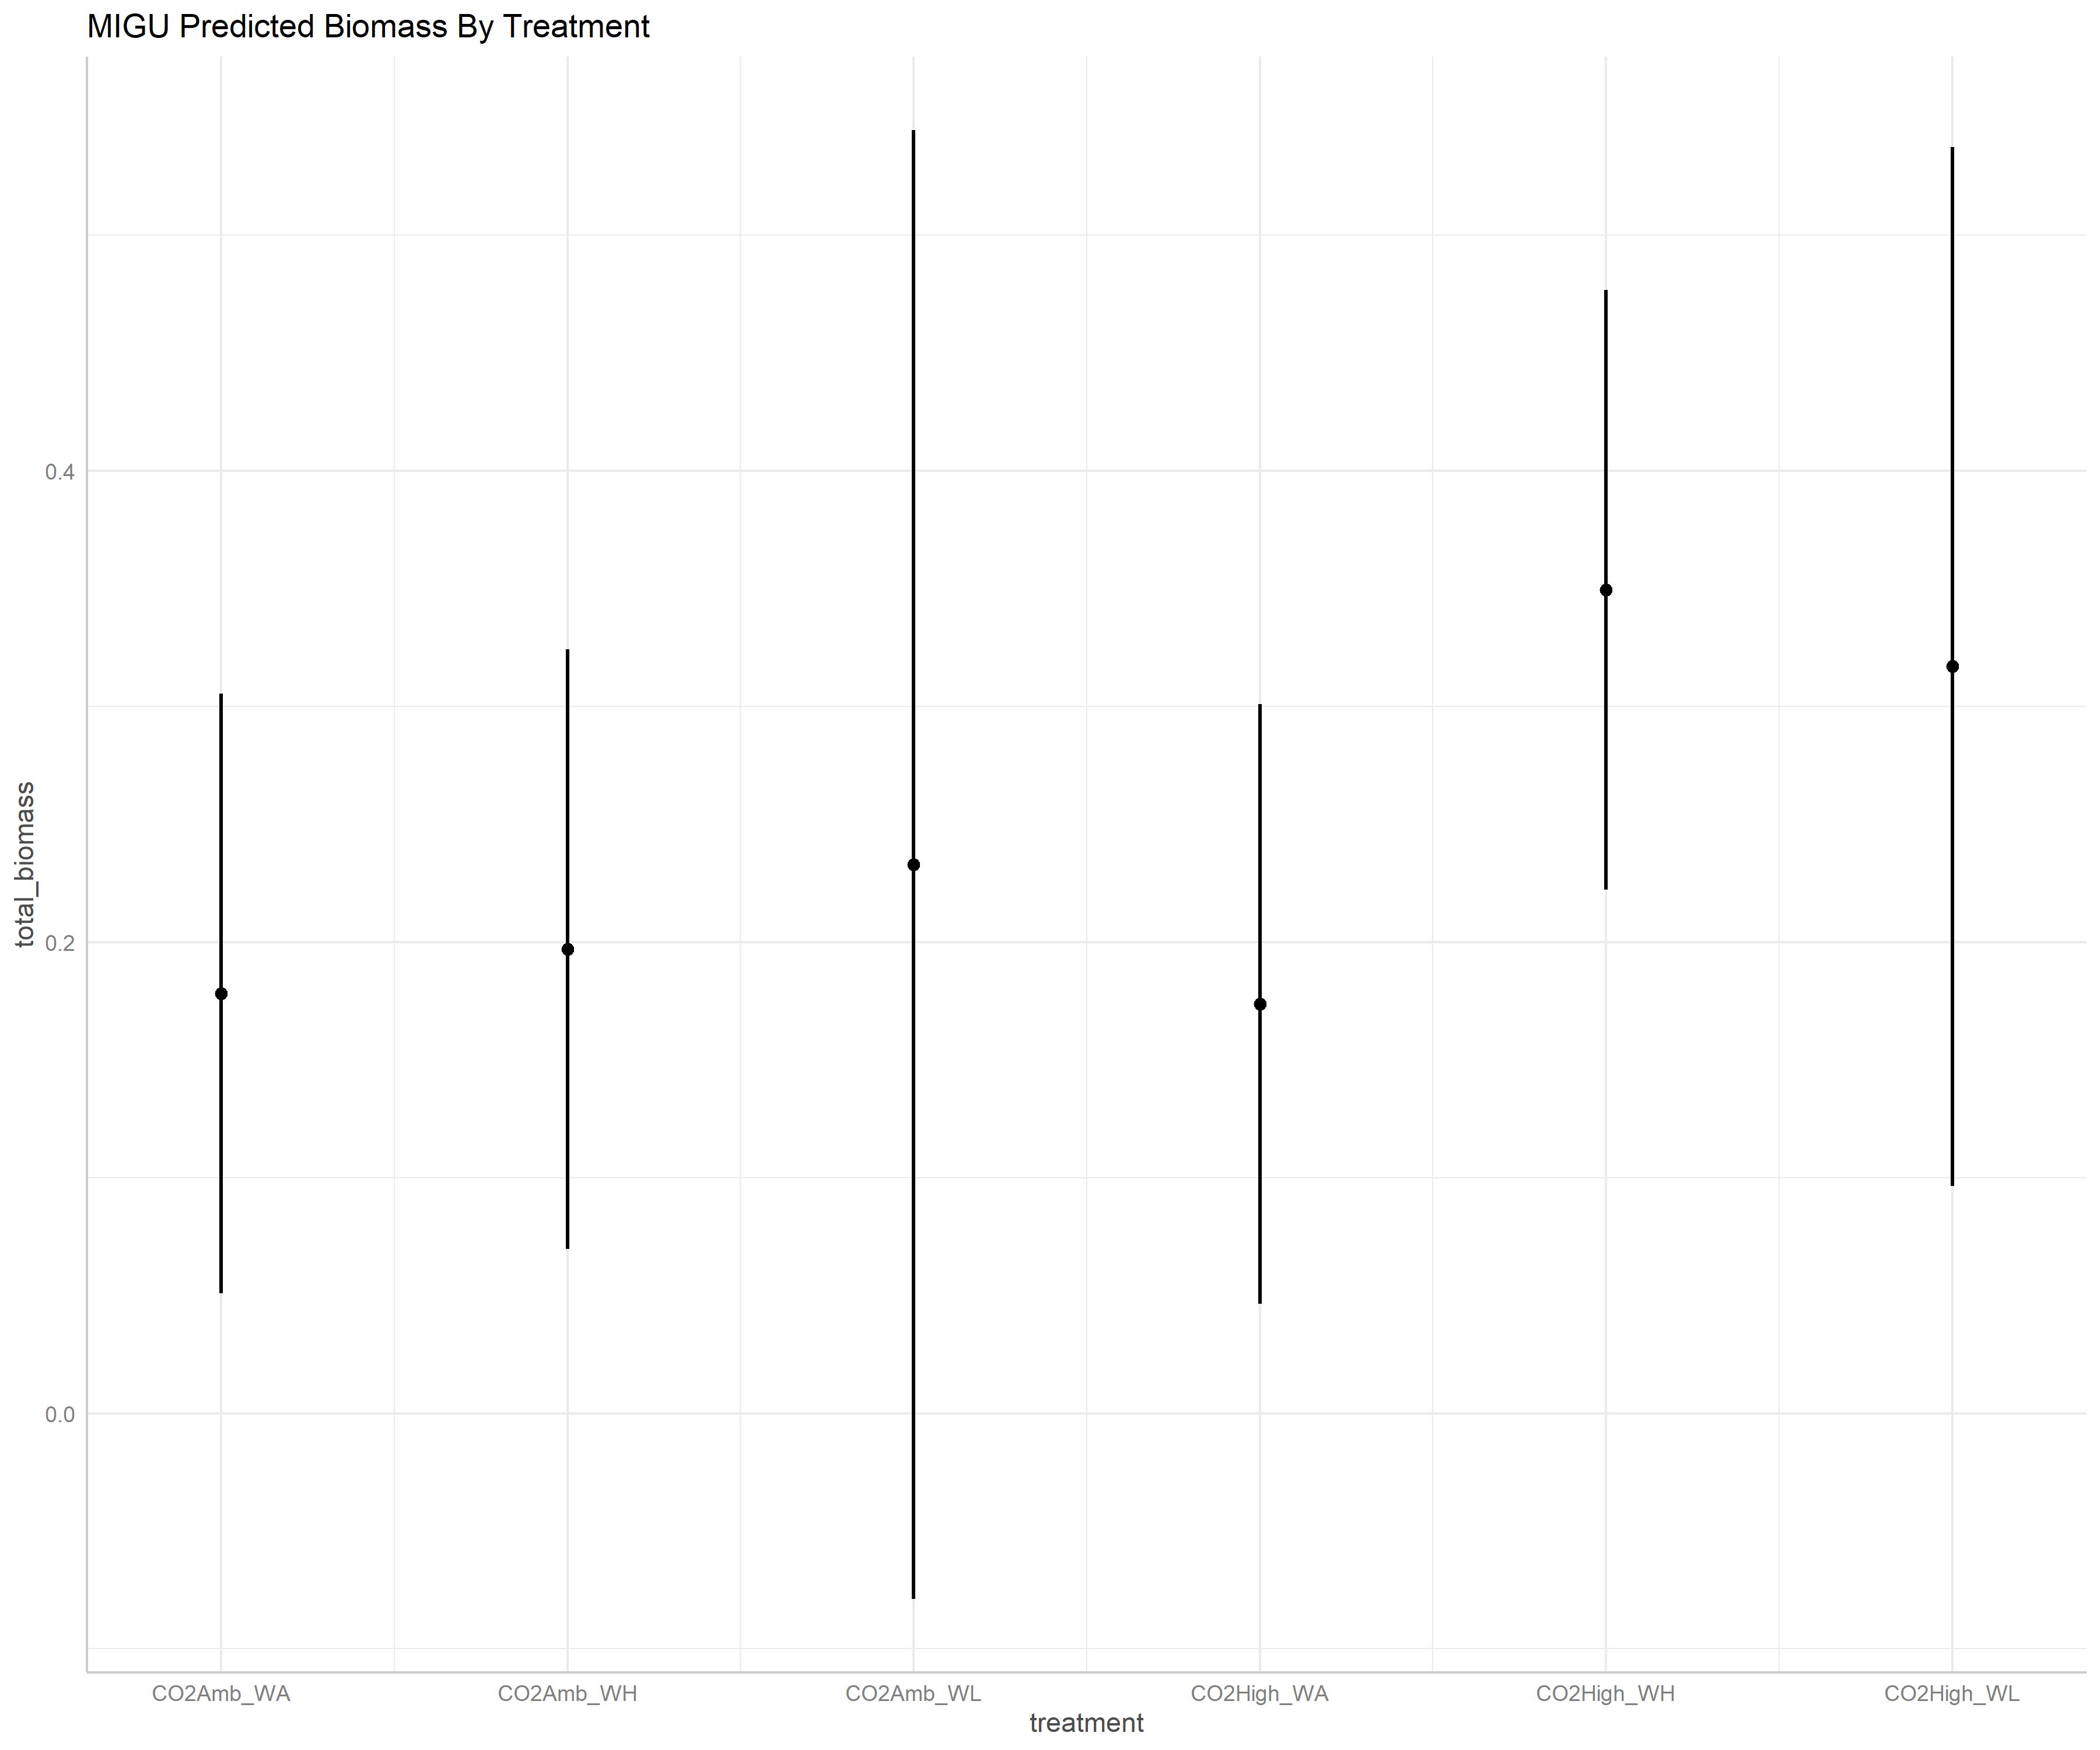 MIGU Predicted Biomass By Treatment
total_biomass
0.4
0.2
0.0
CO2Amb_WA CO2Amb_WH CO2Amb_WL CO2High_WA CO2High_WH CO2High_WL
treatment